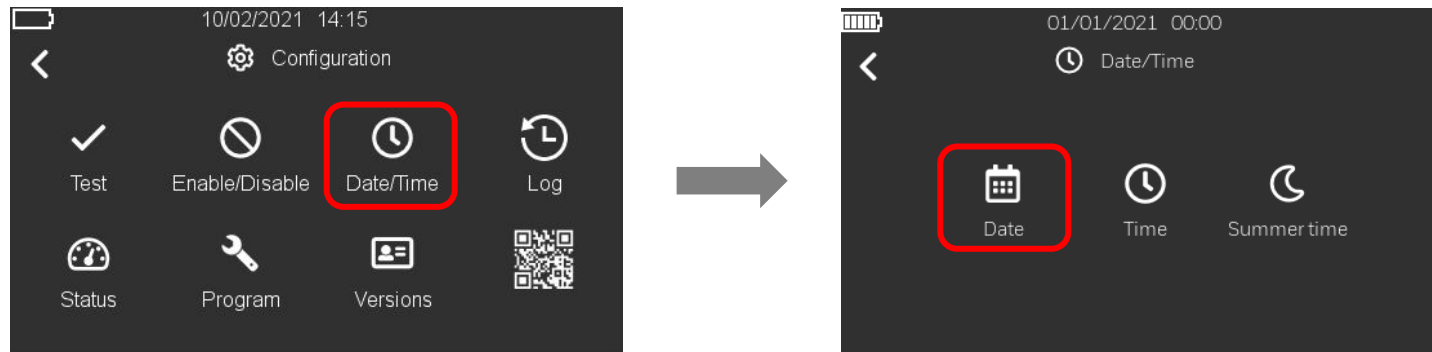 10/02/2021 14:15
Configuration
Test Enable/Disable Date/Time Log
Status Program Versions
01/01/2021 00:00
Date/Time
Date Time Summer time